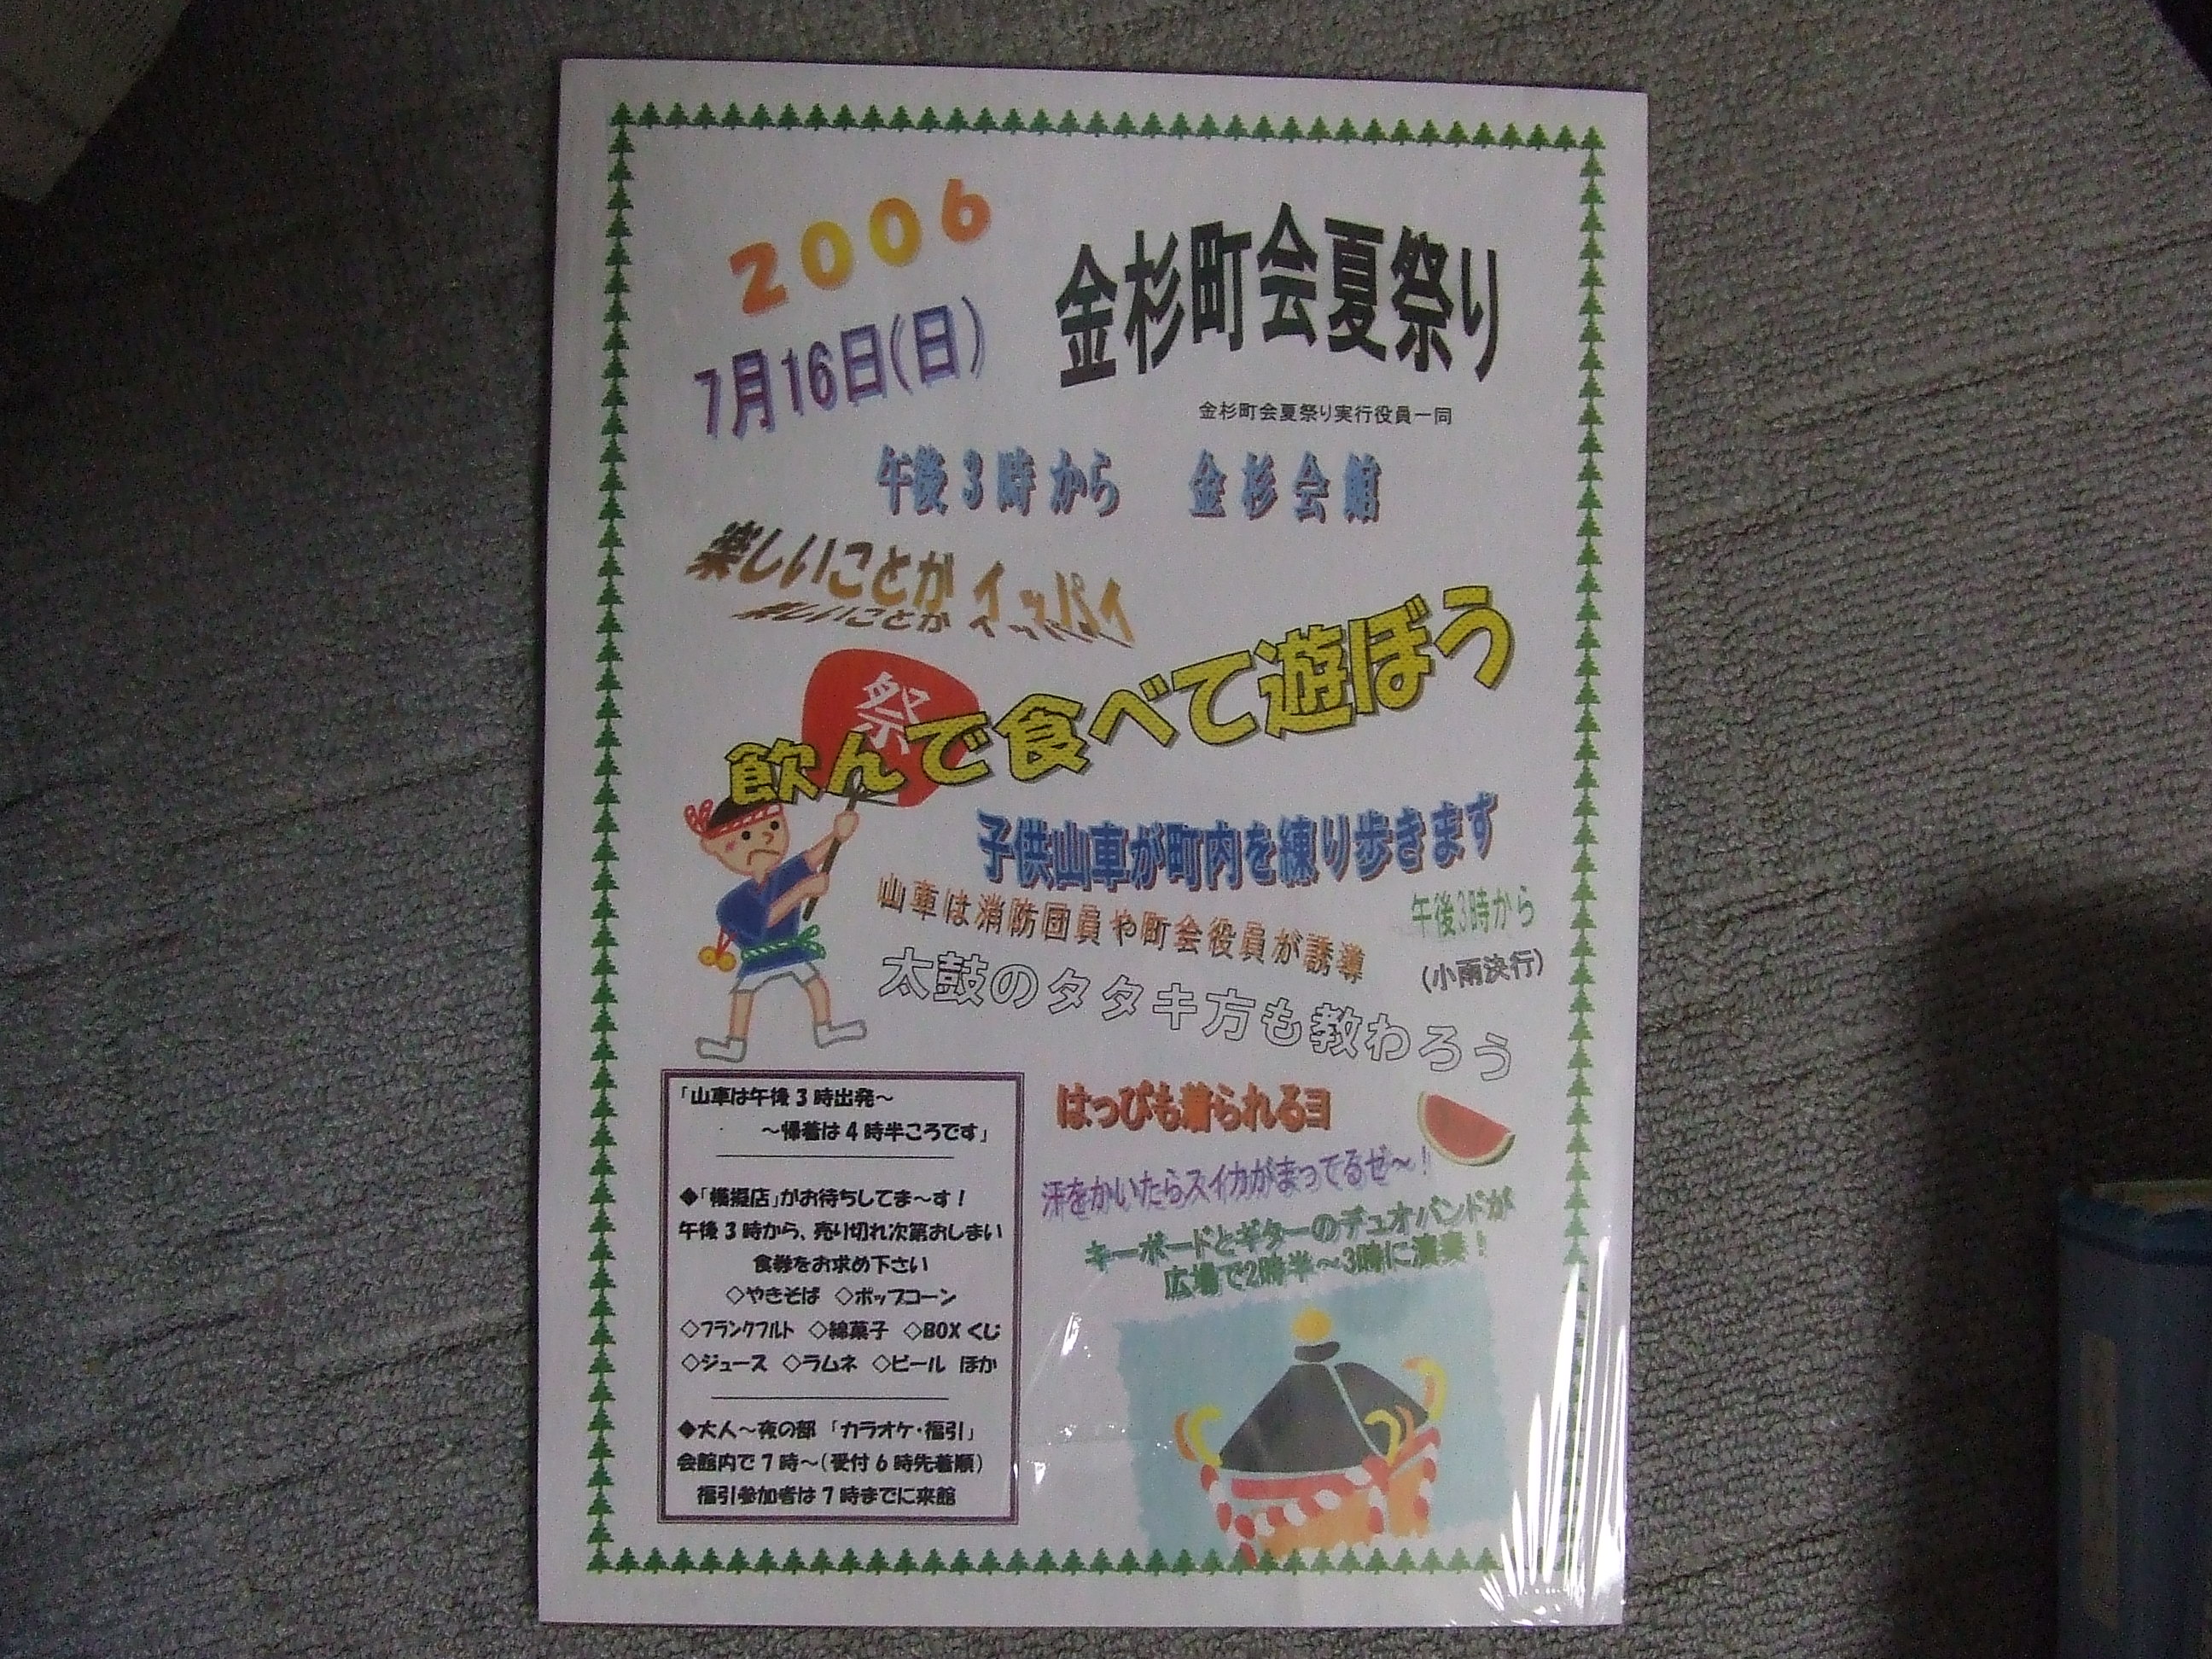 2006
金杉町会夏祭り
7月16日(日)
金杉町会夏祭り実行役員一同
午後3時から 金杉会館
楽しいことが イッパイ
祭
飲んで食べて遊ぼう
子供山車が町内を練り歩きます
山車は消防団員や町会役員が誘導
午後3時から
(小雨決行)
太鼓のタタキ方も教わろう
「山車は午後3時出発～
～帰着は4時半ころです」
◆「模擬店」がお待ちしてま～す!
午後3時から、売り切れ次第おしまい
食券をお求め下さい
◇やきそば ◇ポップコーン
◇フランクフルト ◇綿菓子 ◇BOXくじ
◇ジュース ◇ラムネ ◇ビール ほか
◆大人～夜の部 「カラオケ・福引」
会館内で7時～(受付6時先着順)
福引参加者は7時までに来館
はっぴも着られるヨ
汗をかいたらスイカがまってるゼ～!
キーボードとギターのデュオバンドが
広場で2時半～3時に演奏!